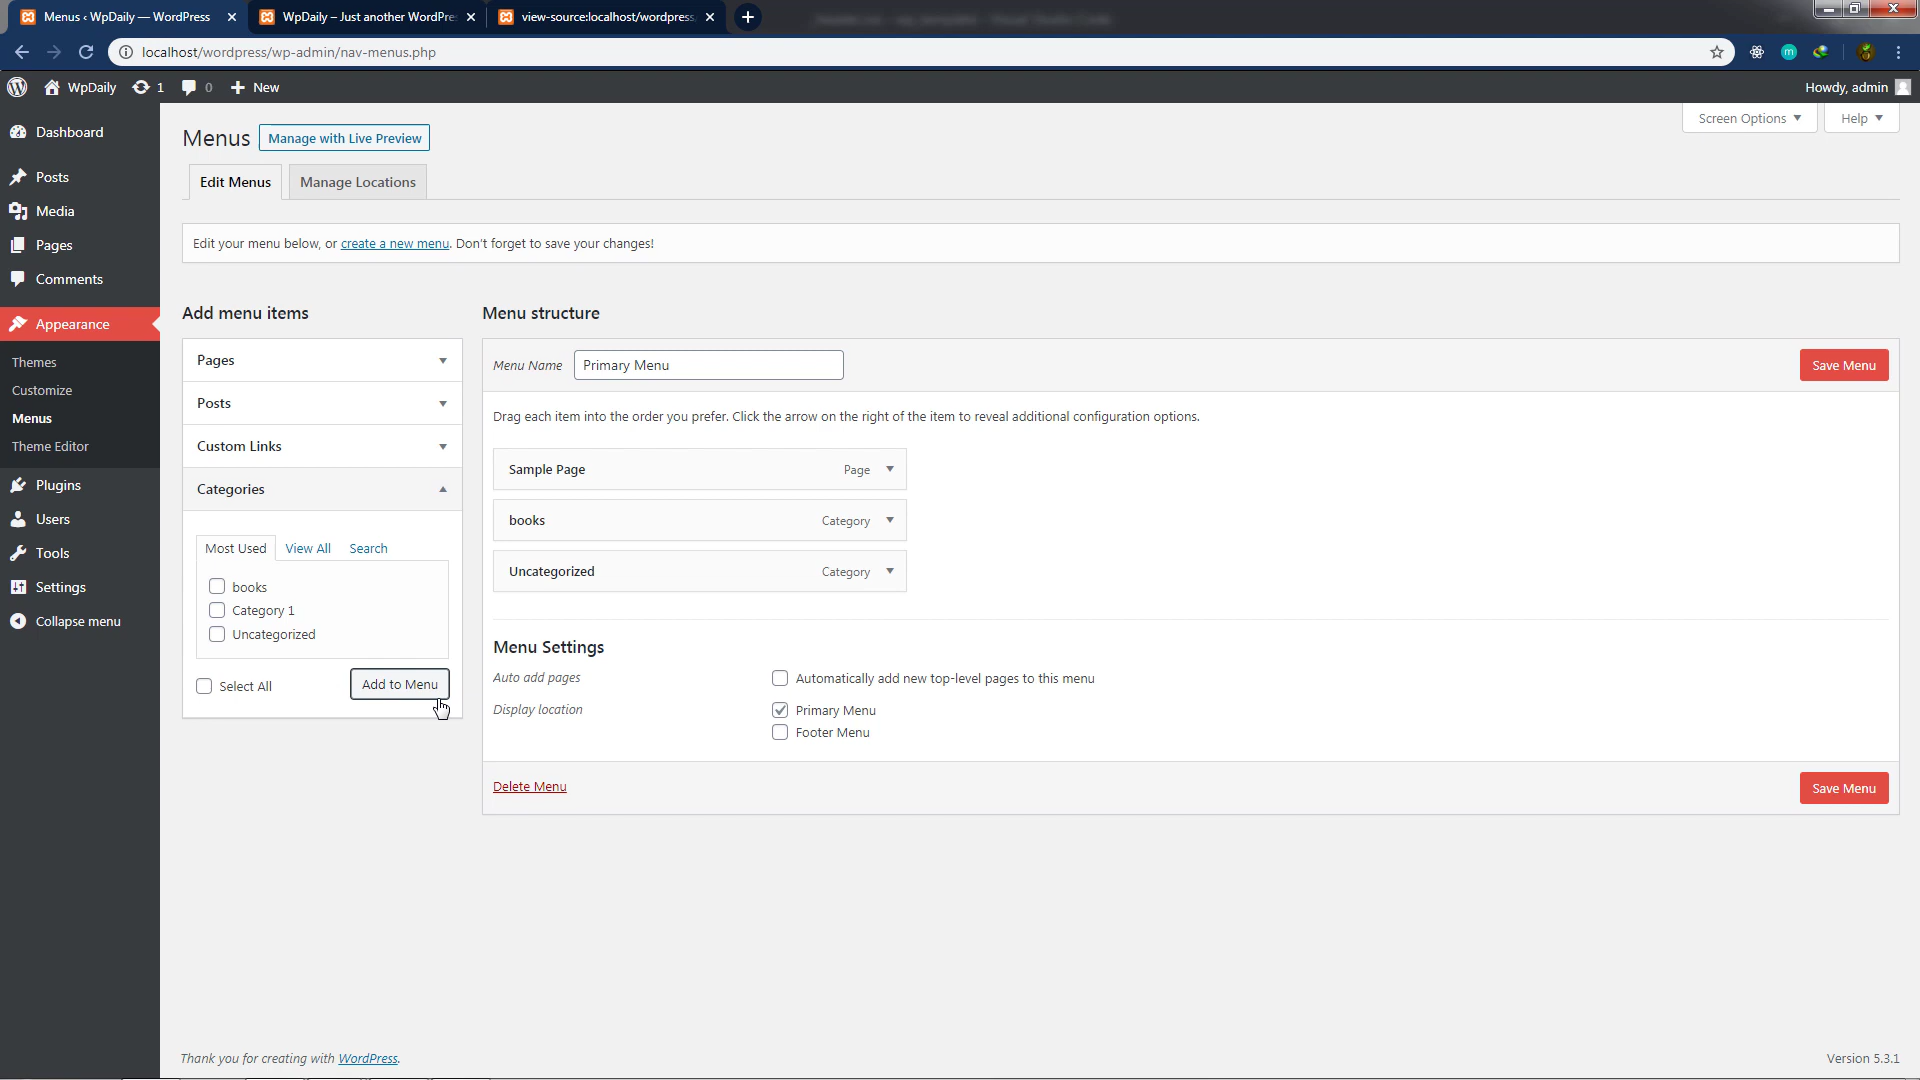 Menus ‹ WpDaily — WordPress
WpDaily – Just another WordPre
view-source:localhost/wordpress
localhost/wordpress/wp-admin/nav-menus.php
WpDaily 1 0 New
Howdy, admin
Screen Options
Help
Dashboard
Posts
Media
Pages
Comments
Appearance
Themes
Customize
Menus
Theme Editor
Plugins
Users
Tools
Settings
Collapse menu
Menus
Manage with Live Preview
Edit Menus
Manage Locations
Edit your menu below, or create a new menu. Don't forget to save your changes!
Add menu items
Pages
Posts
Custom Links
Categories
Most Used View All Search
books
Category 1
Uncategorized
Select All
Add to Menu
Menu structure
Menu Name Primary Menu
Save Menu
Drag each item into the order you prefer. Click the arrow on the right of the item to reveal additional configuration options.
Sample Page Page
books Category
Uncategorized Category
Menu Settings
Auto add pages
Automatically add new top-level pages to this menu
Display location
Primary Menu
Footer Menu
Delete Menu
Save Menu
Thank you for creating with WordPress.
Version 5.3.1